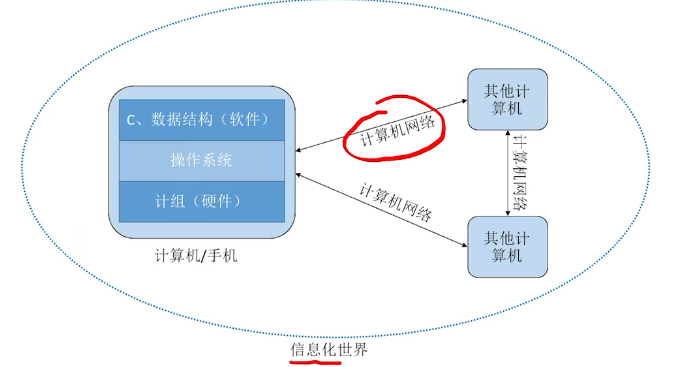 C、数据结构（软件）
操作系统
计组（硬件）
计算机/手机
计算机网络
计算机网络
计算机网络
其他计
算机
其他计
算机
信息化世界